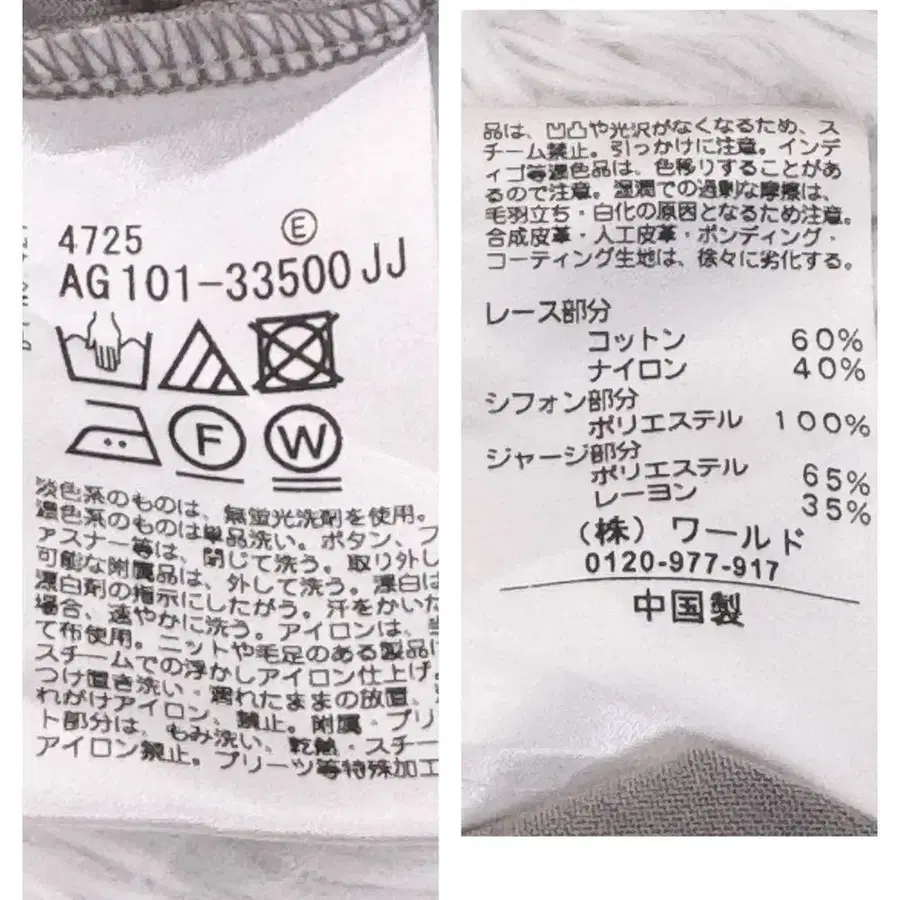 4725
Ⓔ
AG101-33500JJ
F
W
淡色系のものは、無蛍光洗剤を使用。
濃色系のものは単品洗い。ボタン、フ
ァスナー等は、閉じて洗う。取り外し
可能な附属品は、外して洗う。漂白は
漂白剤の指示にしたがう。汗をかいた
場合、速やかに洗う。アイロンは、当
て布使用。ニットや毛足のある製品は
スチームでの浮かしアイロン仕上げ。
つけ置き洗い・濡れたままの放置、
れがけアイロン、禁止。附属・プリ
ト部分は、もみ洗い、乾熱・スチー
アイロン禁止。プリーツ等特殊加工
品は、凹凸や光沢がなくなるため、ス
チーム禁止。引っかけに注意。インデ
ィゴ等濃色品は、色移りすることがあ
るので注意。湿潤での過剰な摩擦は、
毛羽立ち・白化の原因となるため注意。
合成皮革・人工皮革・ボンディング・
コーティング生地は、徐々に劣化する。
レース部分
コットン 60%
ナイロン 40%
シフォン部分
ポリエステル 100%
ジャージ部分
ポリエステル 65%
レーヨン 35%
(株)ワールド
0120-977-917
中国製